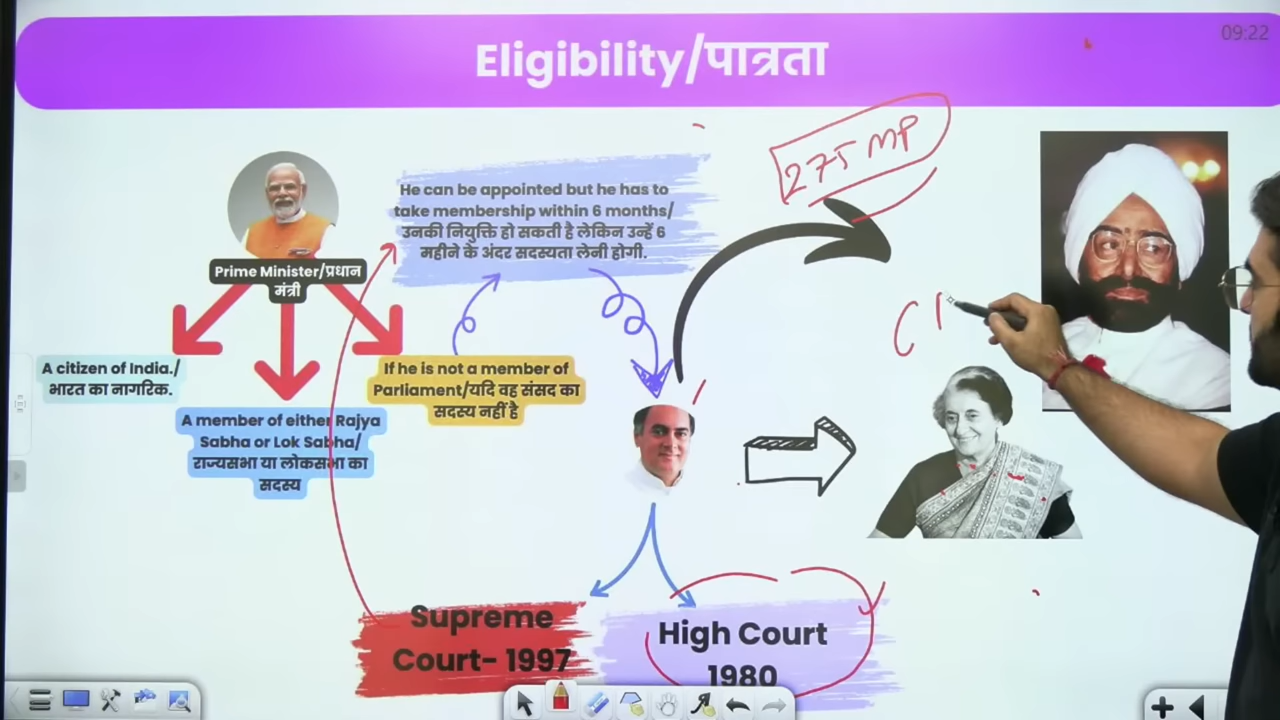 Eligibility/पात्रता
09:22
275 MP
He can be appointed but he has to
take membership within 6 months/
उनकी नियुक्ति हो सकती है लेकिन उन्हें 6
महीने के अंदर सदस्यता लेनी होगी.
Prime Minister/प्रधान
मंत्री
A citizen of India./
भारत का नागरिक.
A member of either Rajya
Sabha or Lok Sabha/
राज्यसभा या लोकसभा का
सदस्य
If he is not a member of
Parliament/यदि वह संसद का
सदस्य नहीं है
Supreme
Court- 1997
High Court
1980